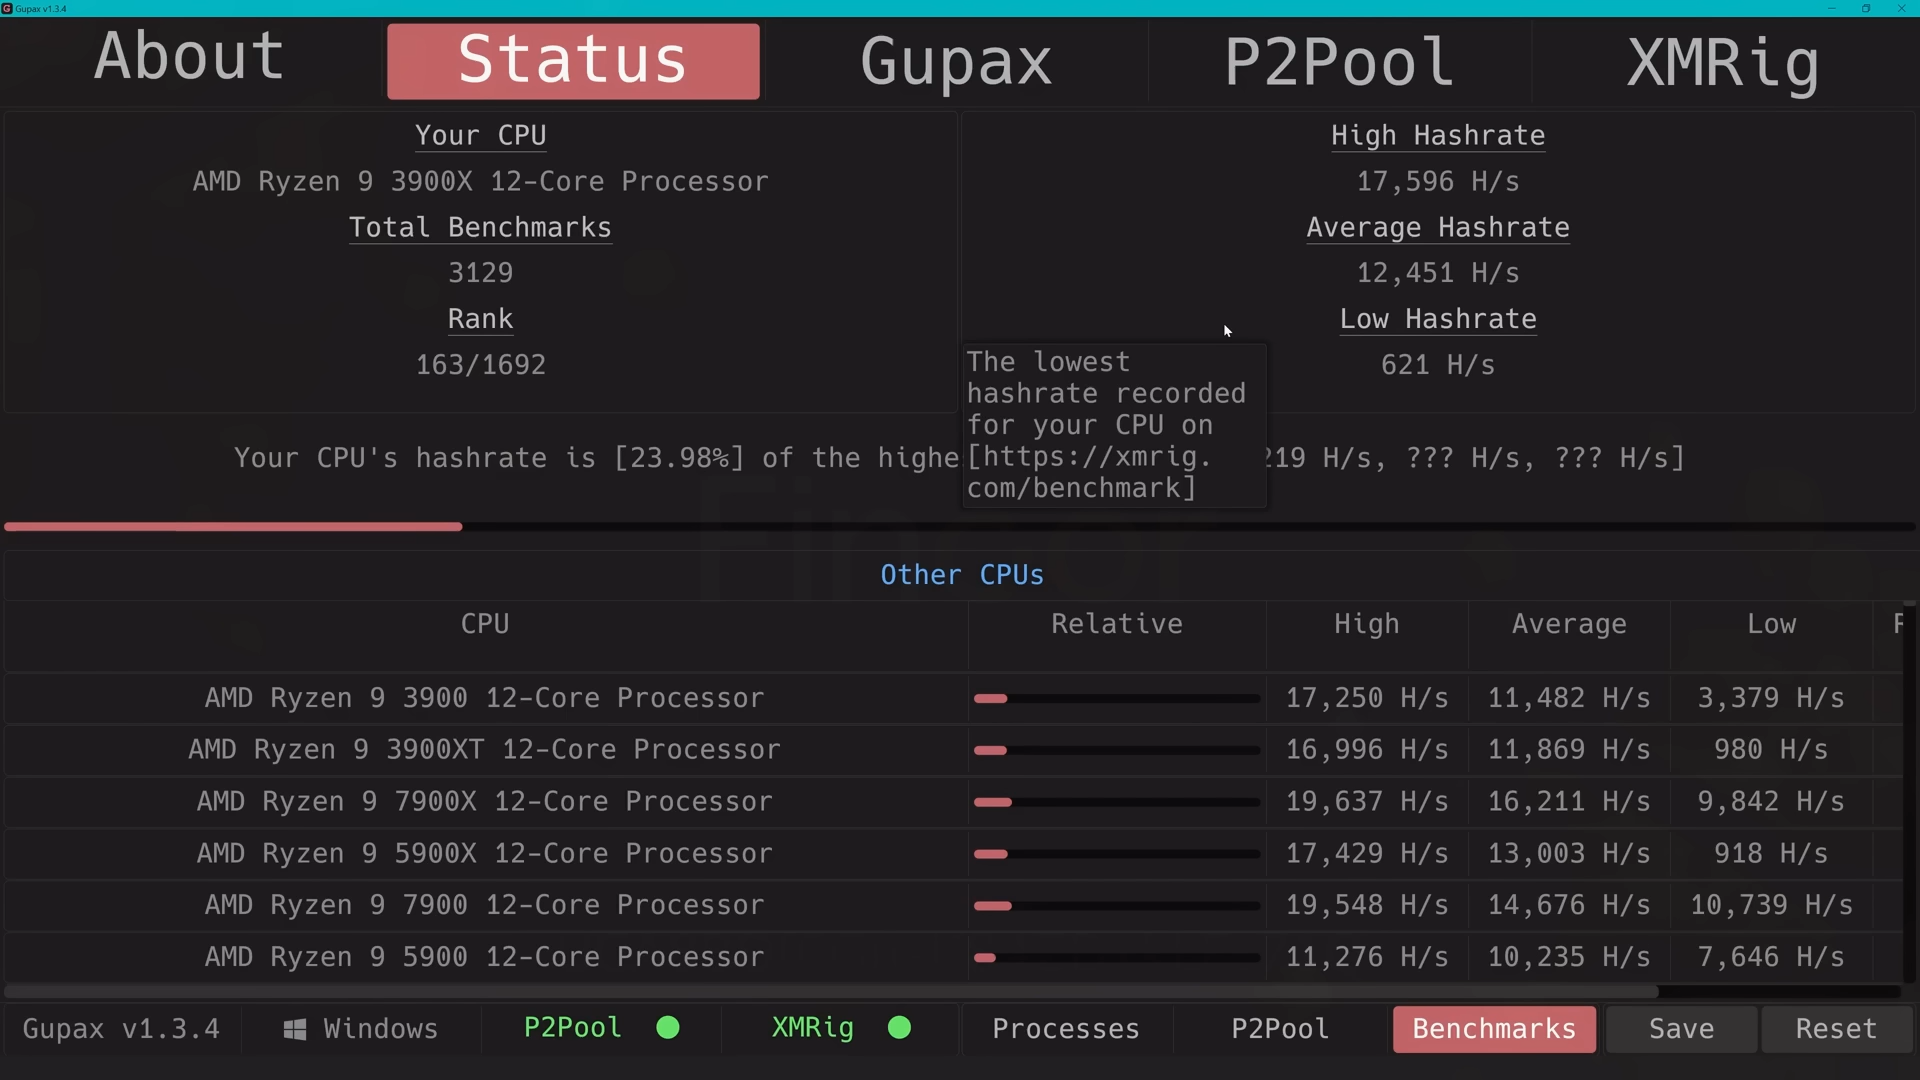 Gupax v1.3.4
About Status Gupax P2Pool XMRig
Your CPU
AMD Ryzen 9 3900X 12-Core Processor
Total Benchmarks
3129
Rank
163/1692
High Hashrate
17,596 H/s
Average Hashrate
12,451 H/s
Low Hashrate
621 H/s
The lowest
hashrate recorded
for your CPU on
[https://xmrig.
com/benchmark]
Your CPU's hashrate is [23.98%] of the highe 219 H/s, ??? H/s, ??? H/s]
Other CPUs
CPU Relative High Average Low
AMD Ryzen 9 3900 12-Core Processor 17,250 H/s 11,482 H/s 3,379 H/s
AMD Ryzen 9 3900XT 12-Core Processor 16,996 H/s 11,869 H/s 980 H/s
AMD Ryzen 9 7900X 12-Core Processor 19,637 H/s 16,211 H/s 9,842 H/s
AMD Ryzen 9 5900X 12-Core Processor 17,429 H/s 13,003 H/s 918 H/s
AMD Ryzen 9 7900 12-Core Processor 19,548 H/s 14,676 H/s 10,739 H/s
AMD Ryzen 9 5900 12-Core Processor 11,276 H/s 10,235 H/s 7,646 H/s
Gupax v1.3.4 Windows P2Pool XMRig Processes P2Pool Benchmarks Save Reset